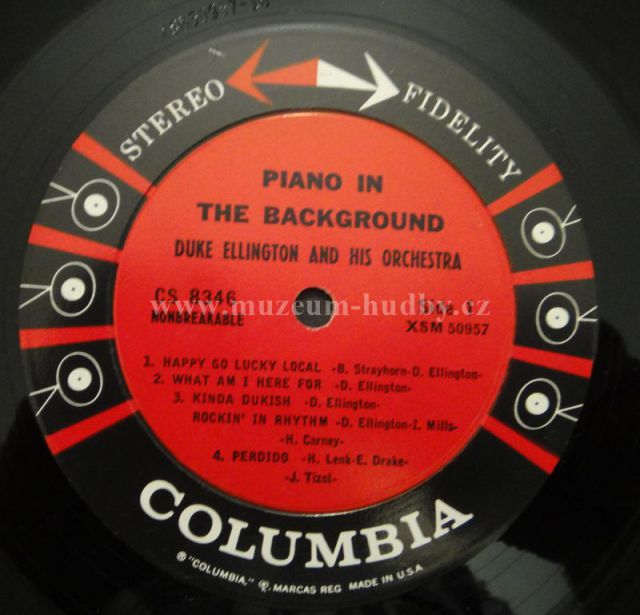 STEREO FIDELITY
PIANO IN
THE BACKGROUND
DUKE ELLINGTON AND HIS ORCHESTRA
CS 8346
NONBREAKABLE
XSM 50957
www.muzeum-hudby.cz
1. HAPPY GO LUCKY LOCAL -B. Strayhorn-D. Ellington-
2. WHAT AM I HERE FOR -D. Ellington-
3. KINDA DUKISH -D. Ellington-
ROCKIN' IN RHYTHM -D. Ellington-I. Mills-
-H. Carney-
4. PERDIDO -H. Lenk-E. Drake-
-J. Tizol-
COLUMBIA
® "COLUMBIA," ®, MARCAS REG MADE IN U.S.A